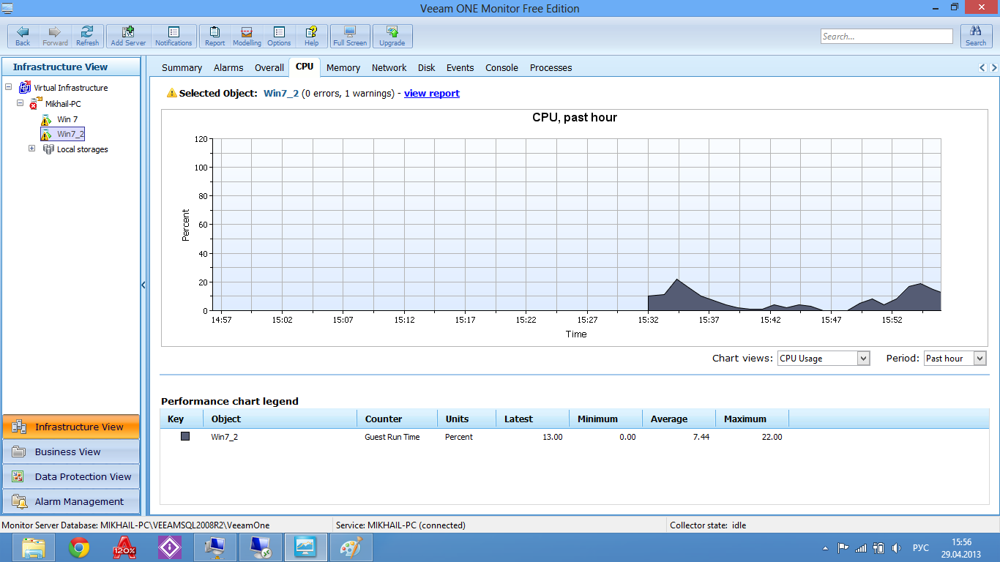 Veeam ONE Monitor Free Edition
Back Forward Refresh Add Server Notifications Report Modelling Options Help Full Screen Upgrade Search... Search
Infrastructure View
Summary Alarms Overall CPU Memory Network Disk Events Console Processes
Virtual Infrastructure
Mikhail-PC
Win 7
Win7_2
Local storages
Selected Object: Win7_2 (0 errors, 1 warnings) - view report
CPU, past hour
Percent
120
100
80
60
40
20
0
14:57 15:02 15:07 15:12 15:17 15:22 15:27 15:32 15:37 15:42 15:47 15:52
Time
Chart views: CPU Usage Period: Past hour
Performance chart legend
Key Object Counter Units Latest Minimum Average Maximum
Win7_2 Guest Run Time Percent 13.00 0.00 7.44 22.00
Infrastructure View
Business View
Data Protection View
Alarm Management
Monitor Server Database: MIKHAIL-PC\VEEAMSQL2008R2\VeeamOne Service: MIKHAIL-PC (connected) Collector state: idle
120%
РУС
15:56
29.04.2013